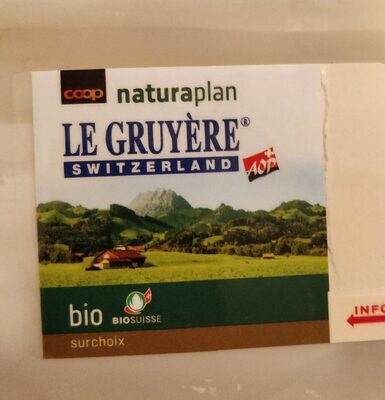 coop naturaplan
LE GRUYÈRE®
SWITZERLAND AOP
bio BIOSUISSE
surchoix
INFO